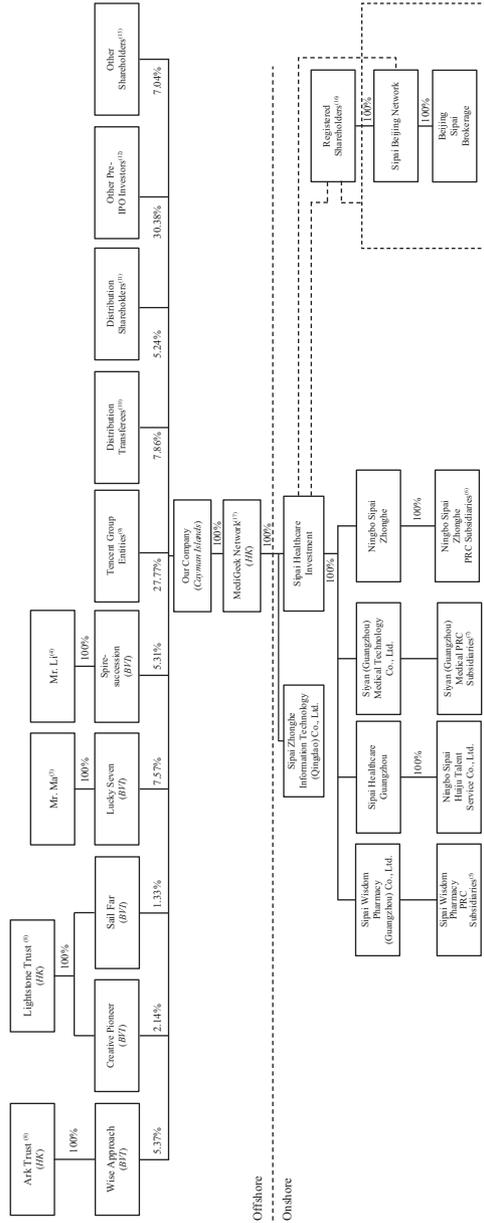 Ark Trust (8)
(HK)
Lightstone Trust (8)
(HK)
Mr. Ma(3)
Mr. Li(4)
100%
100%
100%
100%
Wise Approach
(BVI)
Creative Pioneer
(BVI)
Sail Far
(BVI)
Lucky Seven
(BVI)
Spire-
succession
(BVI)
Tencent Group
Entities(9)
Distribution
Transferees(10)
Distribution
Shareholders(11)
Other Pre-
IPO Investors(12)
Other
Shareholders(13)
5.37%
2.14%
1.33%
7.57%
5.31%
27.77%
7.86%
5.24%
30.38%
7.04%
Our Company
(Cayman Islands)
100%
MediGeek Network(17)
(HK)
100%
Offshore
Onshore
Sipai Zhonghe
Information Technology
(Qingdao) Co., Ltd.
Sipai Healthcare
Investment
Registered
Shareholders(16)
100%
100%
Sipai Beijing Network
100%
Beijing
Sipai
Brokerage
Sipai Wisdom
Pharmacy
(Guangzhou) Co., Ltd.
Sipai Healthcare
Guangzhou
Siyan (Guangzhou)
Medical Technology
Co., Ltd.
Ningbo Sipai
Zhonghe
100%
100%
Sipai Wisdom
Pharmacy
PRC
Subsidiaries(5)
Ningbo Sipai
Huiju Talent
Service Co., Ltd.
Siyan (Guangzhou)
Medical PRC
Subsidiaries(7)
Ningbo Sipai
Zhonghe
PRC Subsidiaries(6)